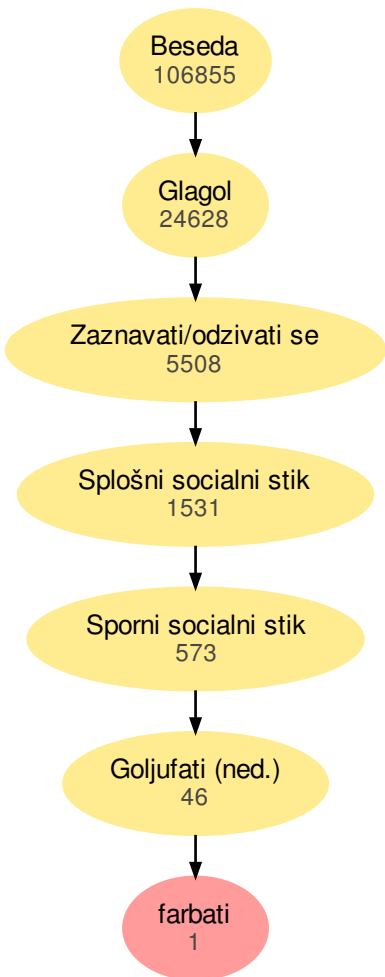 Beseda
106855
Glagol
24628
Zaznavati/odzivati se
5508
Splošni socialni stik
1531
Sporni socialni stik
573
Goljufati (ned.)
46
farbati
1